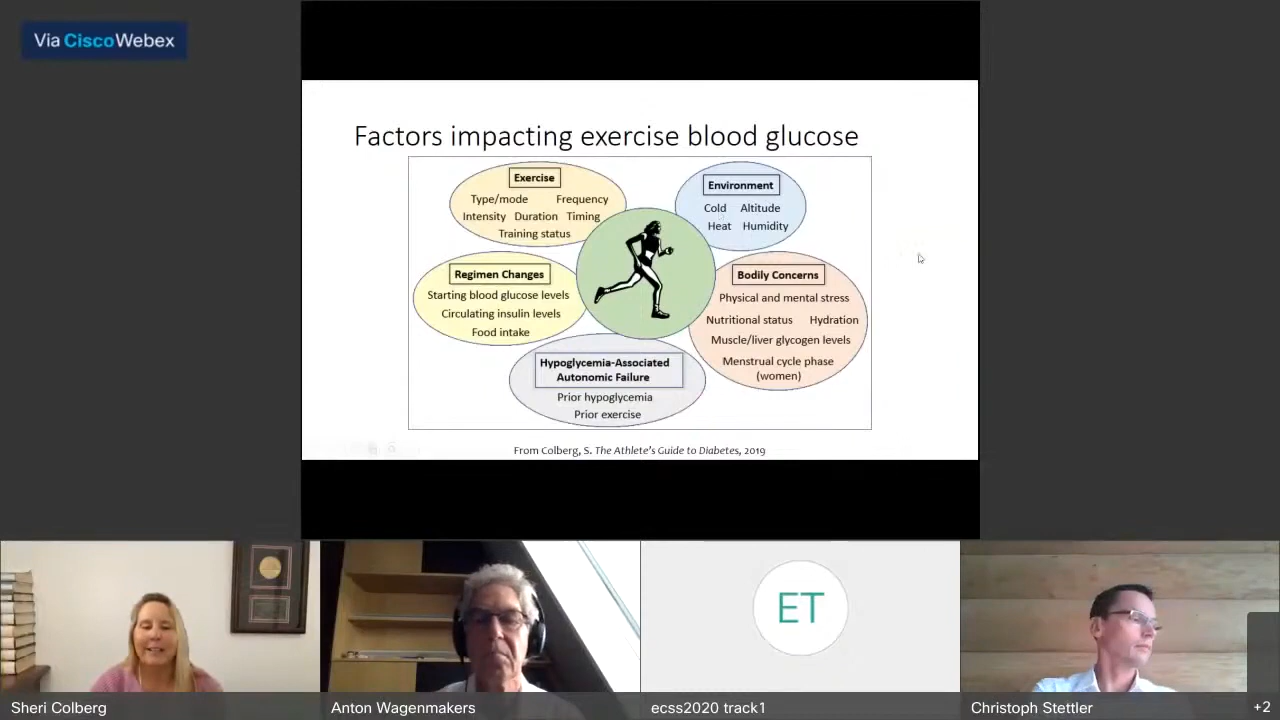 Via CiscoWebex
Factors impacting exercise blood glucose
Exercise
Type/mode Frequency
Intensity Duration Timing
Training status
Environment
Cold Altitude
Heat Humidity
Regimen Changes
Starting blood glucose levels
Circulating insulin levels
Food intake
Bodily Concerns
Physical and mental stress
Nutritional status Hydration
Muscle/liver glycogen levels
Menstrual cycle phase
(women)
Hypoglycemia-Associated
Autonomic Failure
Prior hypoglycemia
Prior exercise
From Colberg, S. The Athlete's Guide to Diabetes, 2019
ET
Sheri Colberg
Anton Wagenmakers
ecss2020 track1
Christoph Stettler
+2